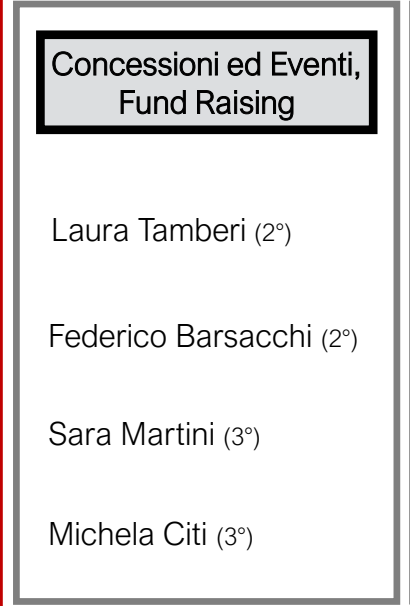 Concessioni ed Eventi,
Fund Raising
Laura Tamberi (2°)
Federico Barsacchi (2°)
Sara Martini (3°)
Michela Citi (3°)